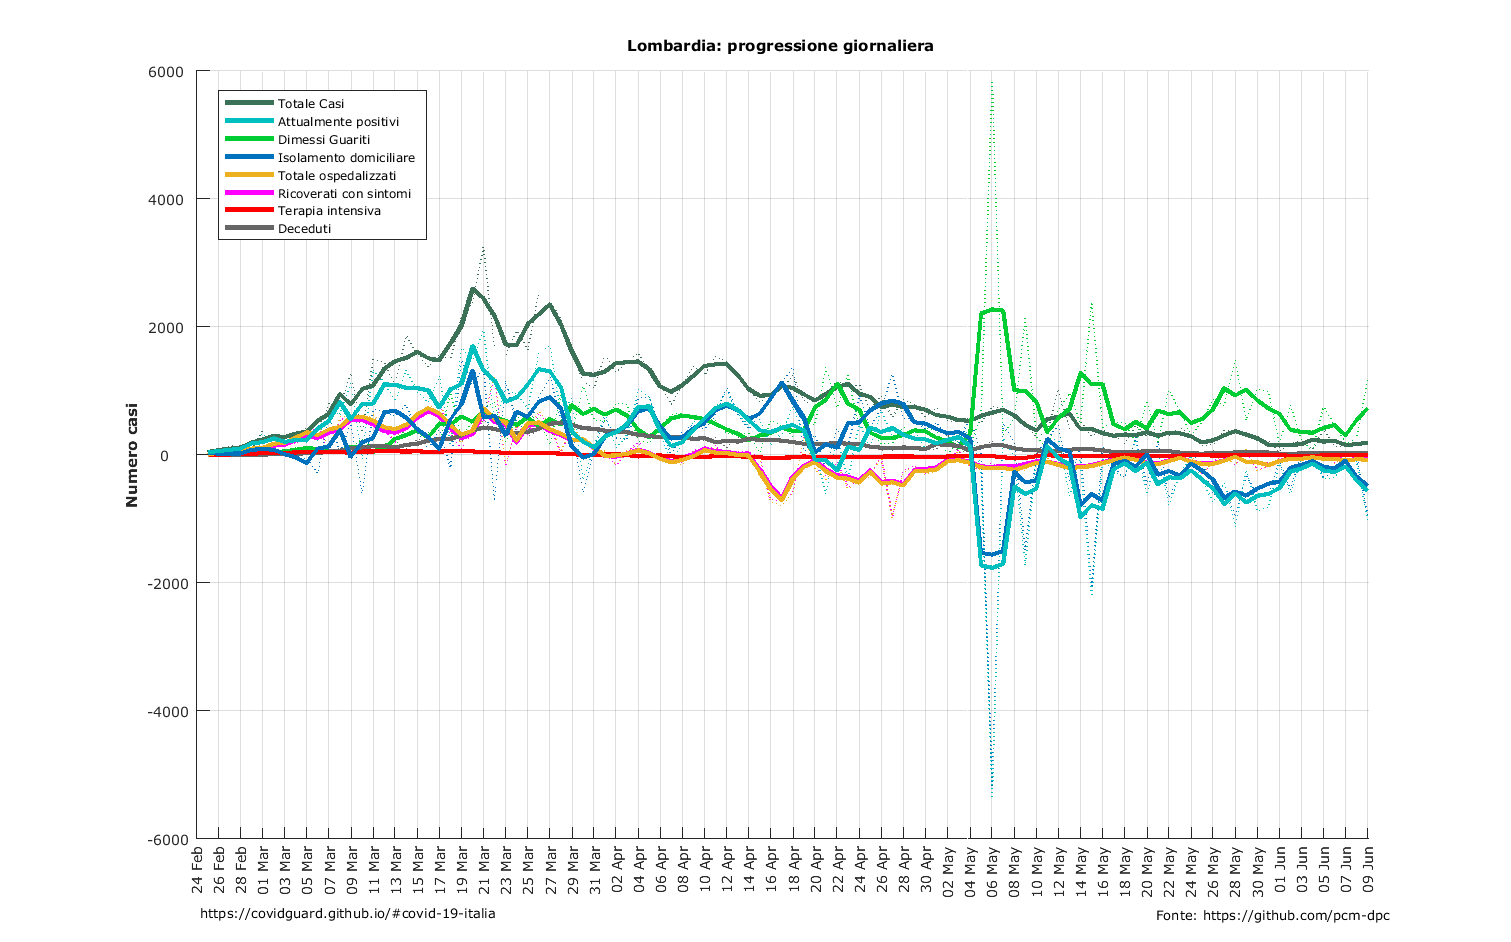 Lombardia: progressione giornaliera
Numero casi
6000
4000
2000
0
-2000
-4000
-6000
Totale Casi
Attualmente positivi
Dimessi Guariti
Isolamento domiciliare
Totale ospedalizzati
Ricoverati con sintomi
Terapia intensiva
Deceduti
24 Feb
26 Feb
28 Feb
01 Mar
03 Mar
05 Mar
07 Mar
09 Mar
11 Mar
13 Mar
15 Mar
17 Mar
19 Mar
21 Mar
23 Mar
25 Mar
27 Mar
29 Mar
31 Mar
02 Apr
04 Apr
06 Apr
08 Apr
10 Apr
12 Apr
14 Apr
16 Apr
18 Apr
20 Apr
22 Apr
24 Apr
26 Apr
28 Apr
30 Apr
02 May
04 May
06 May
08 May
10 May
12 May
14 May
16 May
18 May
20 May
22 May
24 May
26 May
28 May
30 May
01 Jun
03 Jun
05 Jun
07 Jun
09 Jun
https://covidguard.github.io/#covid-19-italia
Fonte: https://github.com/pcm-dpc